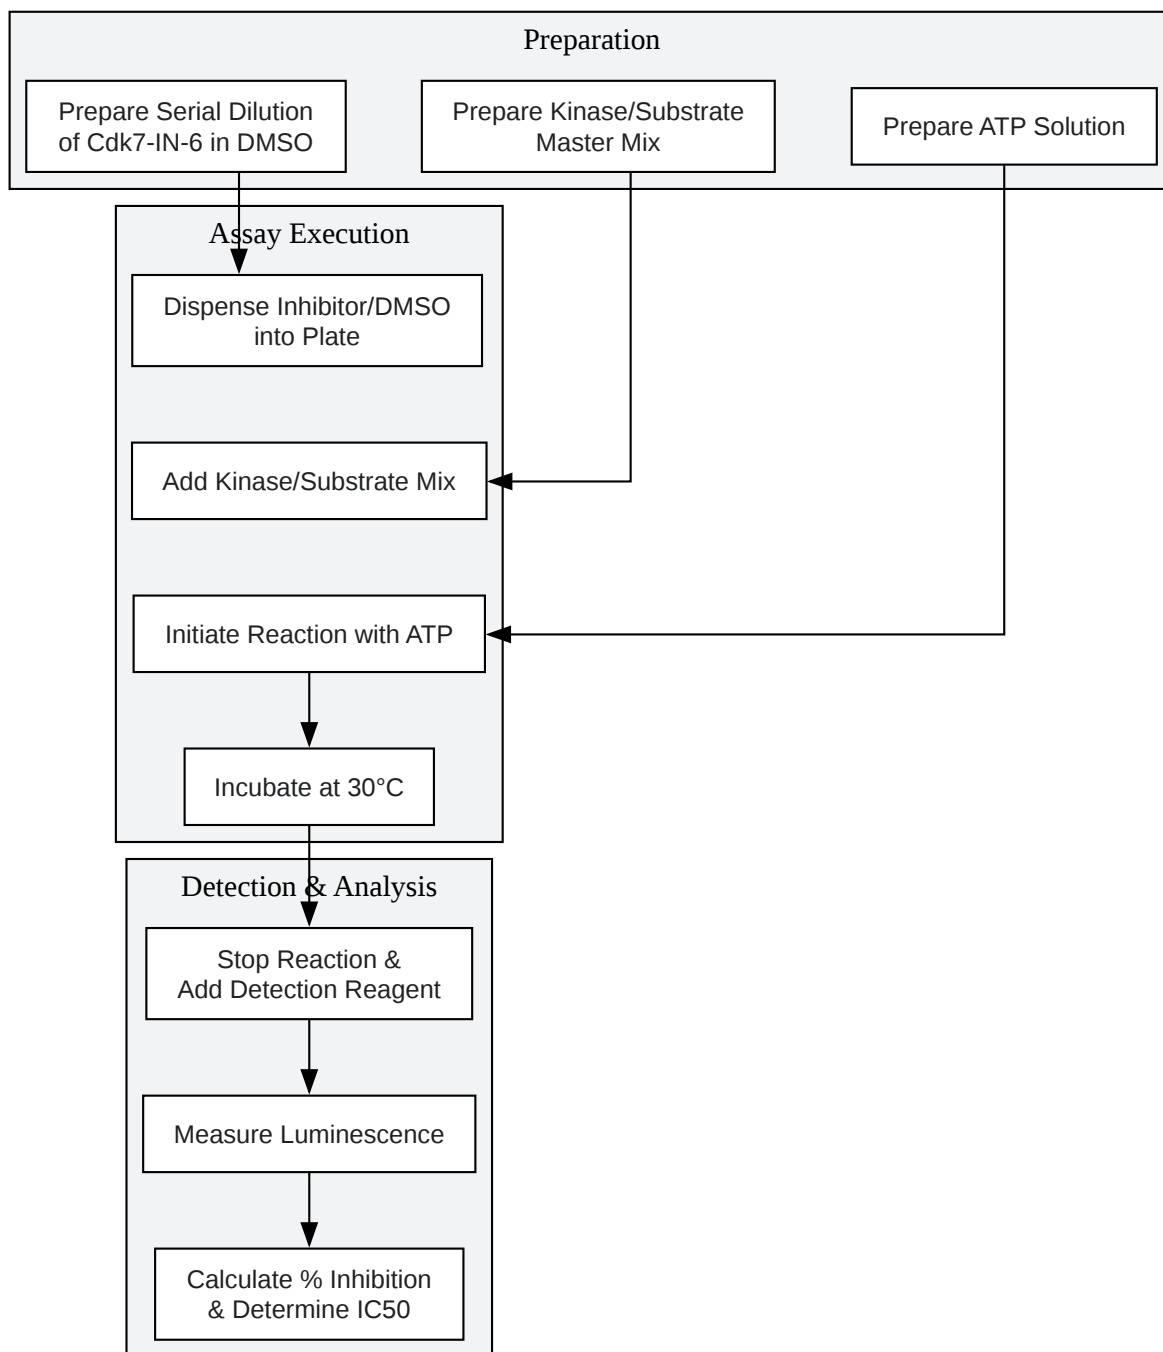 Preparation
Prepare Serial Dilution
of Cdk7-IN-6 in DMSO
Prepare Kinase/Substrate
Master Mix
Prepare ATP Solution
Assay Execution
Dispense Inhibitor/DMSO
into Plate
Add Kinase/Substrate Mix
Initiate Reaction with ATP
Incubate at 30°C
Detection & Analysis
Stop Reaction &
Add Detection Reagent
Measure Luminescence
Calculate % Inhibition
& Determine IC50